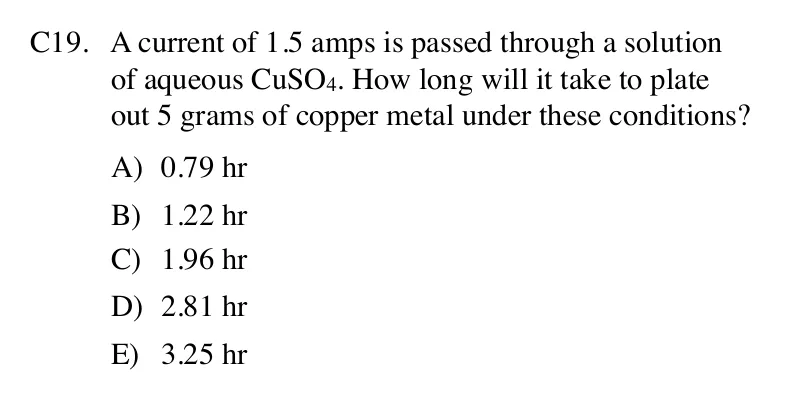 C19. A current of 1.5 amps is passed through a solution
of aqueous CuSO₄. How long will it take to plate
out 5 grams of copper metal under these conditions?
A) 0.79 hr
B) 1.22 hr
C) 1.96 hr
D) 2.81 hr
E) 3.25 hr